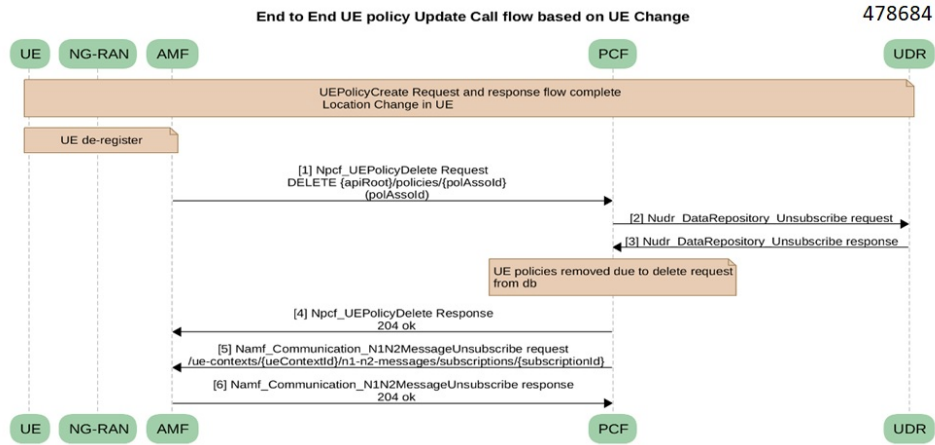 End to End UE policy Update Call flow based on UE Change
478684
UE NG-RAN AMF PCF UDR
UEPolicyCreate Request and response flow complete
Location Change in UE
UE de-register
[1] Npcf_UEPolicyDelete Request
DELETE {apiRoot}/policies/{polAssoId}
(polAssoId)
[2] Nudr_DataRepository_Unsubscribe request
[3] Nudr_DataRepository_Unsubscribe response
UE policies removed due to delete request
from db
[4] Npcf_UEPolicyDelete Response
204 ok
[5] Namf_Communication_N1N2MessageUnsubscribe request
/ue-contexts/{ueContextId}/n1-n2-messages/subscriptions/{subscriptionId}
[6] Namf_Communication_N1N2MessageUnsubscribe response
204 ok
UE NG-RAN AMF PCF UDR